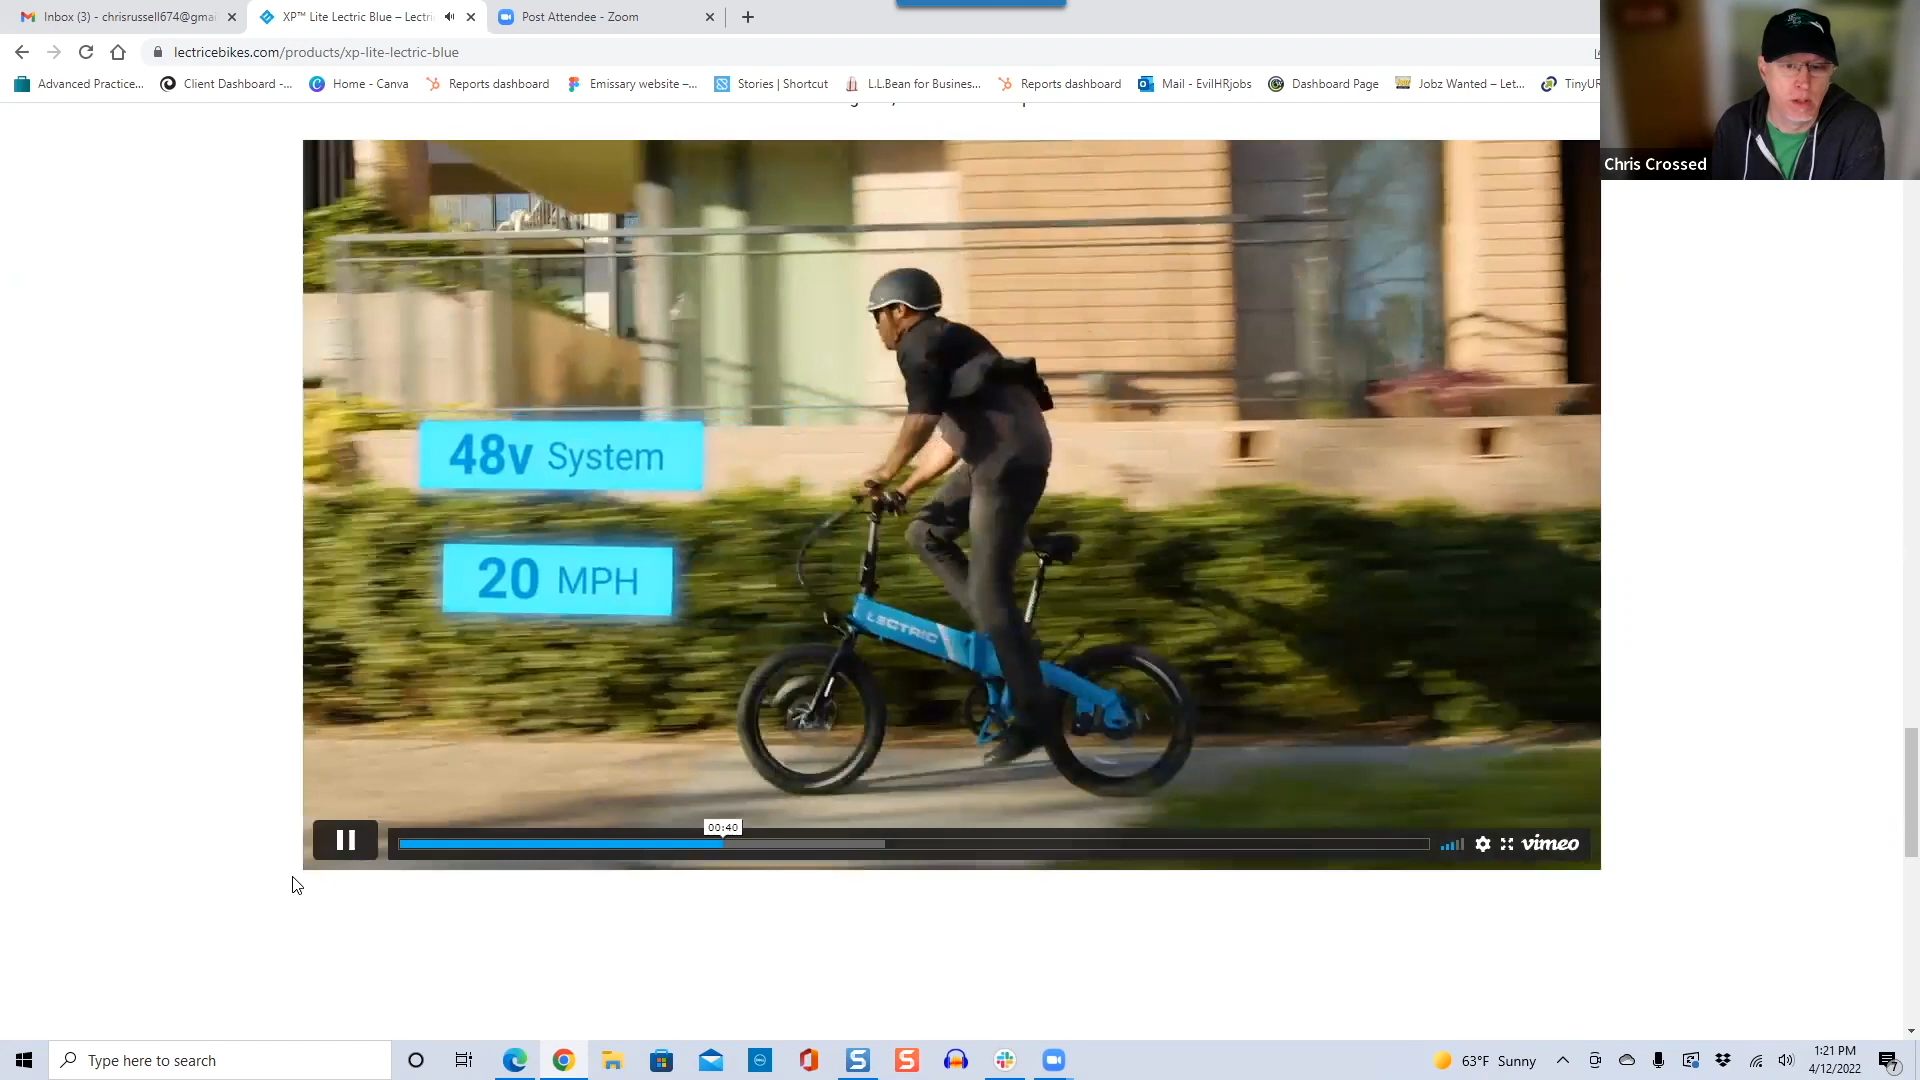 Inbox (3) - chrisrussell674@gmai
XP™ Lite Lectric Blue – Lectri
Post Attendee - Zoom
lectricebikes.com/products/xp-lite-lectric-blue
Advanced Practice...
Client Dashboard -...
Home - Canva
Reports dashboard
Emissary website –...
Stories | Shortcut
L.L.Bean for Busines...
Reports dashboard
Mail - EvilHRjobs
Dashboard Page
Jobz Wanted – Let...
TinyUR
Chris Crossed
48v System
20 MPH
LECTRIC
00:40
vimeo
Type here to search
63°F Sunny
1:21 PM
4/12/2022
7